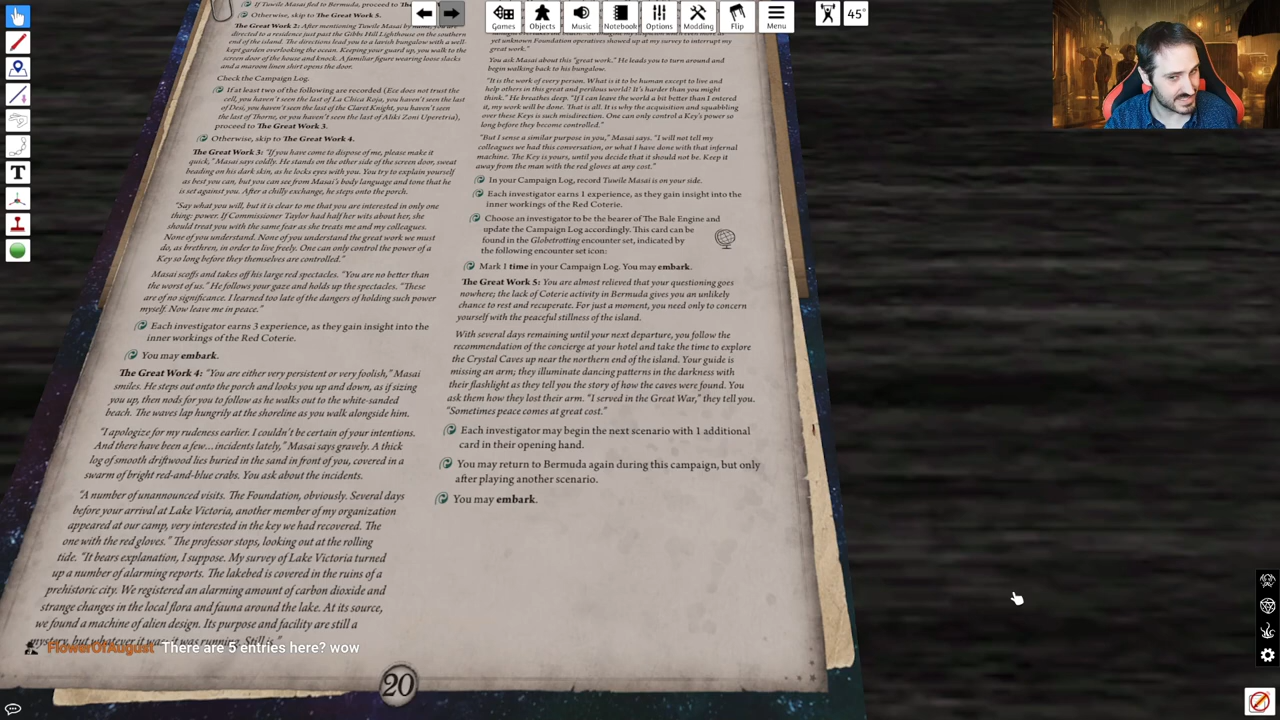 Games
Objects
Music
Notebook
Options
Modding
Flip
Menu
45°
If Tuwile Masai fled to Bermuda, proceed to The
Otherwise, skip to The Great Work 5.
The Great Work 2: After mentioning Tuwile Masai by name, you are
directed to a residence just past the Gibbs Hill Lighthouse on the southern
end of the island. The directions lead you to a lavish bungalow with a well-
kept garden overlooking the ocean. Keeping your guard up, you walk to the
screen door of the house and knock. A familiar figure wearing loose slacks
and a maroon linen shirt opens the door.
Check the Campaign Log.
If at least two of the following are recorded (Ece does not trust the
cell, you haven't seen the last of La Chica Roja, you haven't seen
the last of Desi, you haven't seen the last of the Claret Knight, you haven't seen
the last of Thorne, or you haven't seen the last of Aliki Zoni Uperetria),
proceed to The Great Work 3.
Otherwise, skip to The Great Work 4.
The Great Work 3: "If you have come to dispose of me, please make it
quick," Masai says coldly. He stands on the other side of the screen door, sweat
beading on his dark skin, as he locks eyes with you. You try to explain yourself
as best you can, but you can see from Masai's body language and tone that he
is set against you. After a chilly exchange, he steps onto the porch.
"Say what you will, but it is clear to me that you are interested in only one
thing: power. If Commissioner Taylor had half her wits about her, she
should treat you with the same fear as she treats me and my colleagues.
None of you understand. None of you understand the great work we must
do, as brethren, in order to live freely. One can only control the power of a
Key so long before they themselves are controlled."
Masai scoffs and takes off his large red spectacles. "You are no better than
the worst of us." He follows your gaze and holds up the spectacles. "These
are of no significance. I learned too late of the dangers of holding such power
myself. Now leave me in peace."
Each investigator earns 3 experience, as they gain insight into the
inner workings of the Red Coterie.
You may embark.
The Great Work 4: "You are either very persistent or very foolish," Masai
smiles. He steps out onto the porch and looks you up and down, as if sizing
you up, then nods for you to follow as he walks out to the white-sanded
beach. The waves lap hungrily at the shoreline as you walk alongside him.
"I apologize for my rudeness earlier. I couldn't be certain of your intentions.
And there have been a few... incidents lately," Masai says gravely. A thick
log of smooth driftwood lies buried in the sand in front of you, covered in a
swarm of bright red-and-blue crabs. You ask about the incidents.
"A number of unannounced visits. The Foundation, obviously. Several days
before your arrival at Lake Victoria, another member of my organization
appeared at our camp, very interested in the key we had recovered. The
one with the red gloves." The professor stops, looking out at the rolling
tide. "It bears explanation, I suppose. My survey of Lake Victoria turned
up a number of alarming reports. The lakebed is covered in the ruins of a
prehistoric city. We registered an alarming amount of carbon dioxide and
strange changes in the local flora and fauna around the lake. At its source,
we found a machine of alien design. Its purpose and facility are still a
mystery, but whatever it was, it was running. Still is."
yet unknown Foundation operatives showed up at my survey to interrupt my
great work."
You ask Masai about this "great work." He leads you to turn around and
begin walking back to his bungalow.
"It is the work of every person. What is it to be human except to live and
help others in this great and perilous world? It's harder than you might
think." He breathes deep. "If I can leave the world a bit better than I entered
it, my work will be done. That is all. It is why the acquisition and squabbling
over these Keys is such misdirection. One can only control a Key's power so
long before they become controlled."
"But I sense a similar purpose in you," Masai says. "I will not tell my
colleagues we had this conversation, or what I have done with that infernal
machine. The Key is yours, until you decide that it should not be. Keep it
away from the man with the red gloves at any cost."
In your Campaign Log, record Tuwile Masai is on your side.
Each investigator earns 1 experience, as they gain insight into the
inner workings of the Red Coterie.
Choose an investigator to be the bearer of The Bale Engine and
update the Campaign Log accordingly. This card can be
found in the Globetrotting encounter set, indicated by
the following encounter set icon:
Mark 1 time in your Campaign Log. You may embark.
The Great Work 5: You are almost relieved that your questioning goes
nowhere; the lack of Coterie activity in Bermuda gives you an unlikely
chance to rest and recuperate. For just a moment, you need only to concern
yourself with the peaceful stillness of the island.
With several days remaining until your next departure, you follow the
recommendation of the concierge at your hotel and take the time to explore
the Crystal Caves up near the northern end of the island. Your guide is
missing an arm; they illuminate dancing patterns in the darkness with
their flashlight as they tell you the story of how the caves were found. You
ask them how they lost their arm. "I served in the Great War," they tell you.
"Sometimes peace comes at great cost."
Each investigator may begin the next scenario with 1 additional
card in their opening hand.
You may return to Bermuda again during this campaign, but only
after playing another scenario.
You may embark.
FlowerOfAugust There are 5 entries here? wow
20